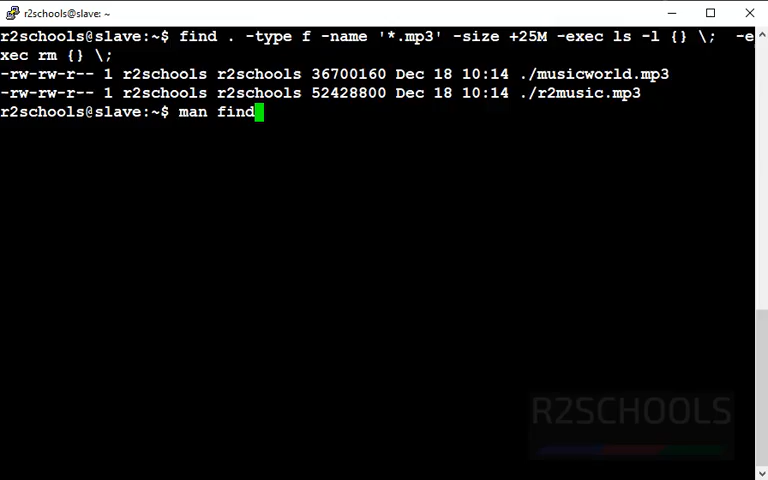 r2schools@slave: ~
r2schools@slave:~$ find . -type f -name '*.mp3' -size +25M -exec ls -l {} \;  -e
xec rm {} \;
-rw-rw-r-- 1 r2schools r2schools 36700160 Dec 18 10:14 ./musicworld.mp3
-rw-rw-r-- 1 r2schools r2schools 52428800 Dec 18 10:14 ./r2music.mp3
r2schools@slave:~$ man find
R2SCHOOLS